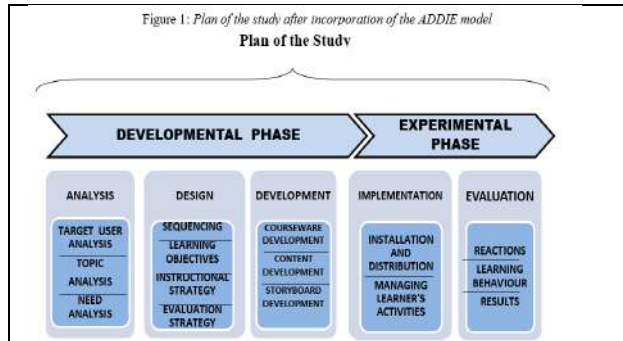 Figure 1: Plan of the study after incorporation of the ADDIE model
Plan of the Study
DEVELOPMENTAL PHASE
EXPERIMENTAL
PHASE
ANALYSIS
TARGET USER
ANALYSIS
TOPIC
ANALYSIS
NEED
ANALYSIS
DESIGN
SEQUENCING
LEARNING
OBJECTIVES
INSTRUCTIONAL
STRATEGY
EVALUATION
STRATEGY
DEVELOPMENT
COURSEWARE
DEVELOPMENT
CONTENT
DEVELOPMENT
STORYBOARD
DEVELOPMENT
IMPLEMENTATION
INSTALLATION
AND
DISTRIBUTION
MANAGING
LEARNER'S
ACTIVITIES
EVALUATION
REACTIONS
LEARNING
BEHAVIOUR
RESULTS